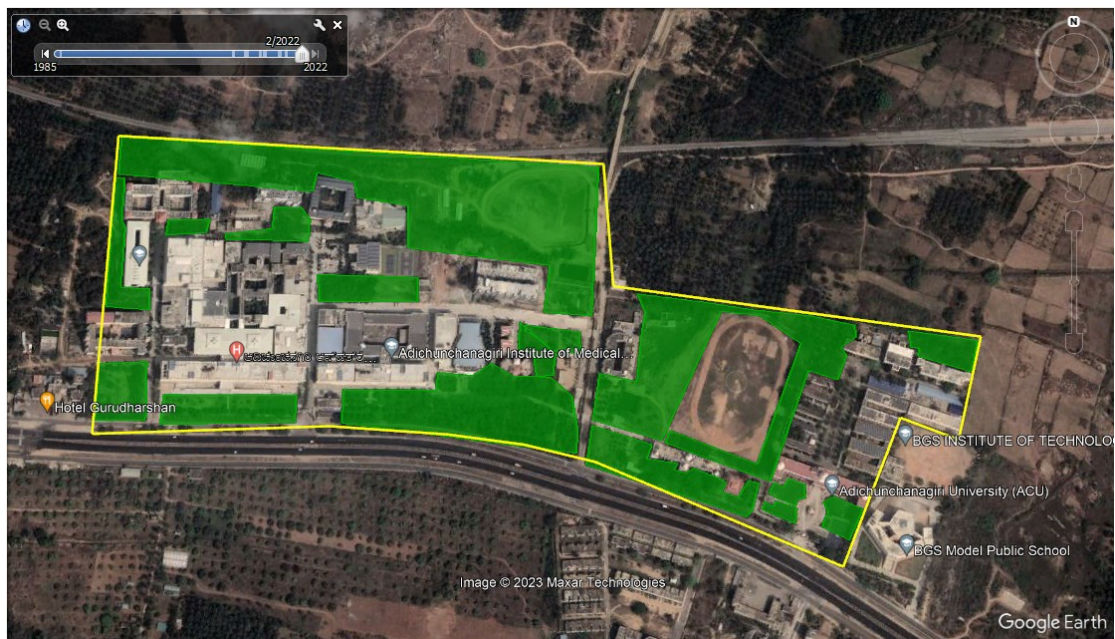 2/2022
1985
2022
N
H
Adichunchanagiri Institute of Medical...
Hotel Gurudharshan
BGS INSTITUTE OF TECHNOLOG
Adichunchanagiri University (ACU)
BGS Model Public School
Image © 2023 Maxar Technologies
Google Earth